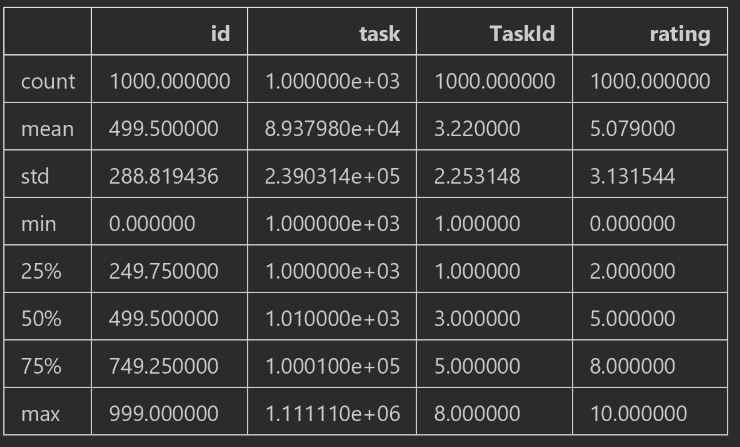 id task TaskId rating
count 1000.000000 1.000000e+03 1000.000000 1000.000000
mean 499.500000 8.937980e+04 3.220000 5.079000
std 288.819436 2.390314e+05 2.253148 3.131544
min 0.000000 1.000000e+03 1.000000 0.000000
25% 249.750000 1.000000e+03 1.000000 2.000000
50% 499.500000 1.010000e+03 3.000000 5.000000
75% 749.250000 1.000100e+05 5.000000 8.000000
max 999.000000 1.111110e+06 8.000000 10.000000